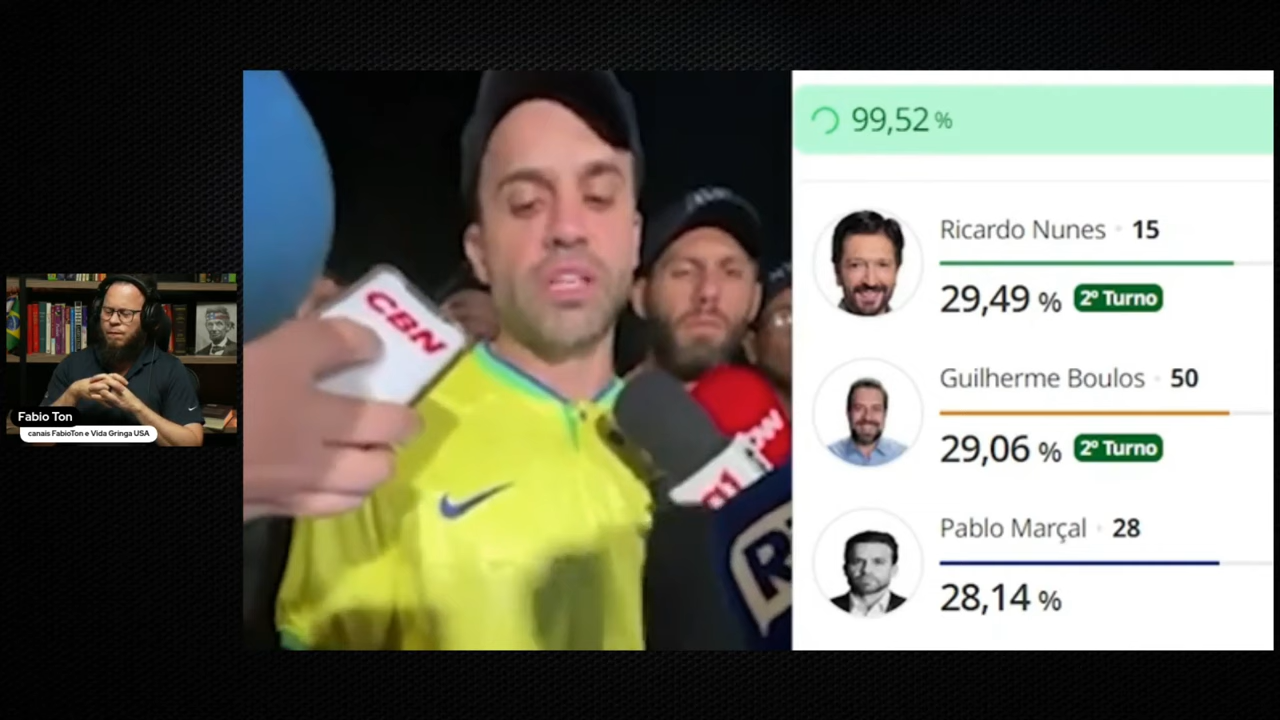 99,52 %
Ricardo Nunes • 15
29,49 % 2º Turno
Guilherme Boulos • 50
29,06 % 2º Turno
Pablo Marçal • 28
28,14 %
CBN
Fabio Ton
canais FabioTon e Vida Gringa USA